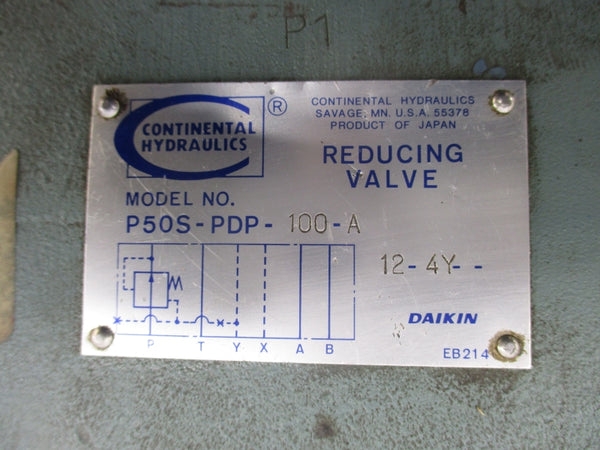 P1
CONTINENTAL
HYDRAULICS
®
CONTINENTAL HYDRAULICS
SAVAGE, MN. U.S.A. 55378
PRODUCT OF JAPAN
REDUCING
VALVE
MODEL NO.
P50S-PDP-100-A
12-4Y--
P T Y X A B
DAIKIN
EB214